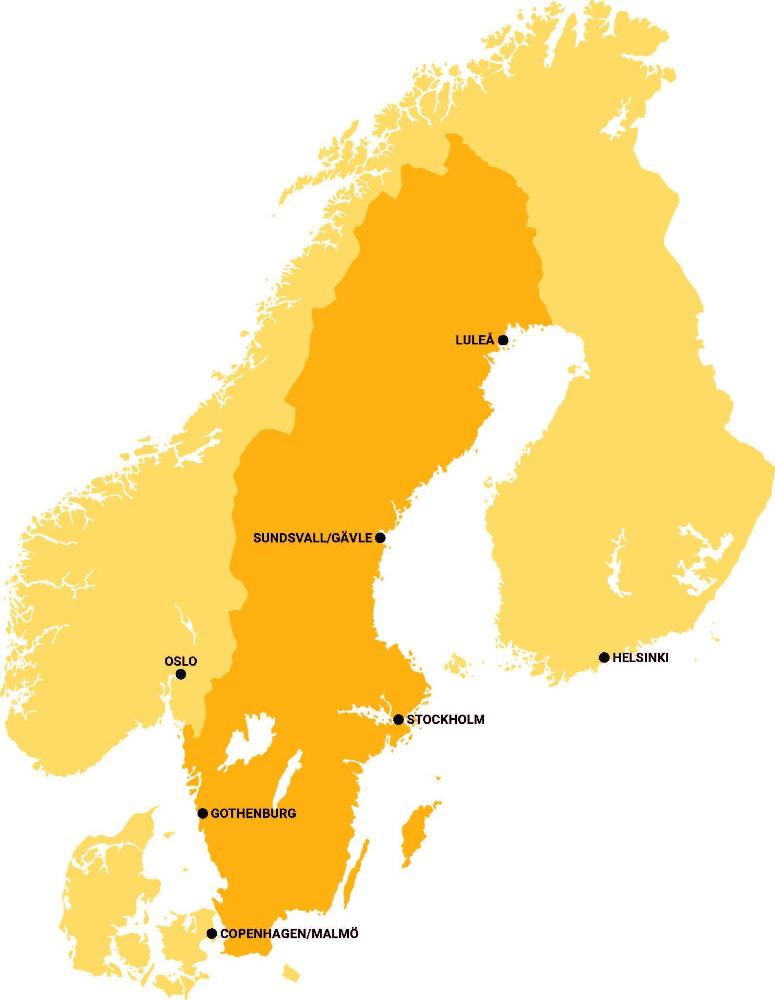 LULEÅ
SUNDSVALL/GÄVLE
HELSINKI
OSLO
STOCKHOLM
GOTHENBURG
COPENHAGEN/MALMÖ